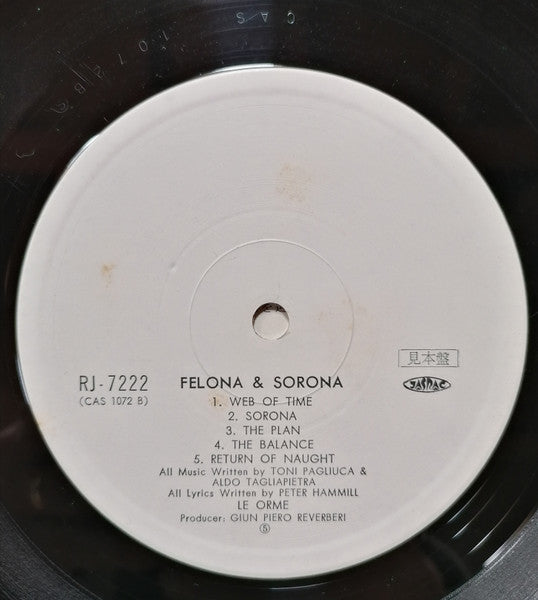 RJ-7222
(CAS 1072 B)
見本盤
JASRAC
FELONA & SORONA
1. WEB OF TIME
2. SORONA
3. THE PLAN
4. THE BALANCE
5. RETURN OF NAUGHT
All Music Written by TONI PAGLIUCA &
ALDO TAGLIAPIETRA
All Lyrics Written by PETER HAMMILL
LE ORME
Producer: GIUN PIERO REVERBERI
⑤